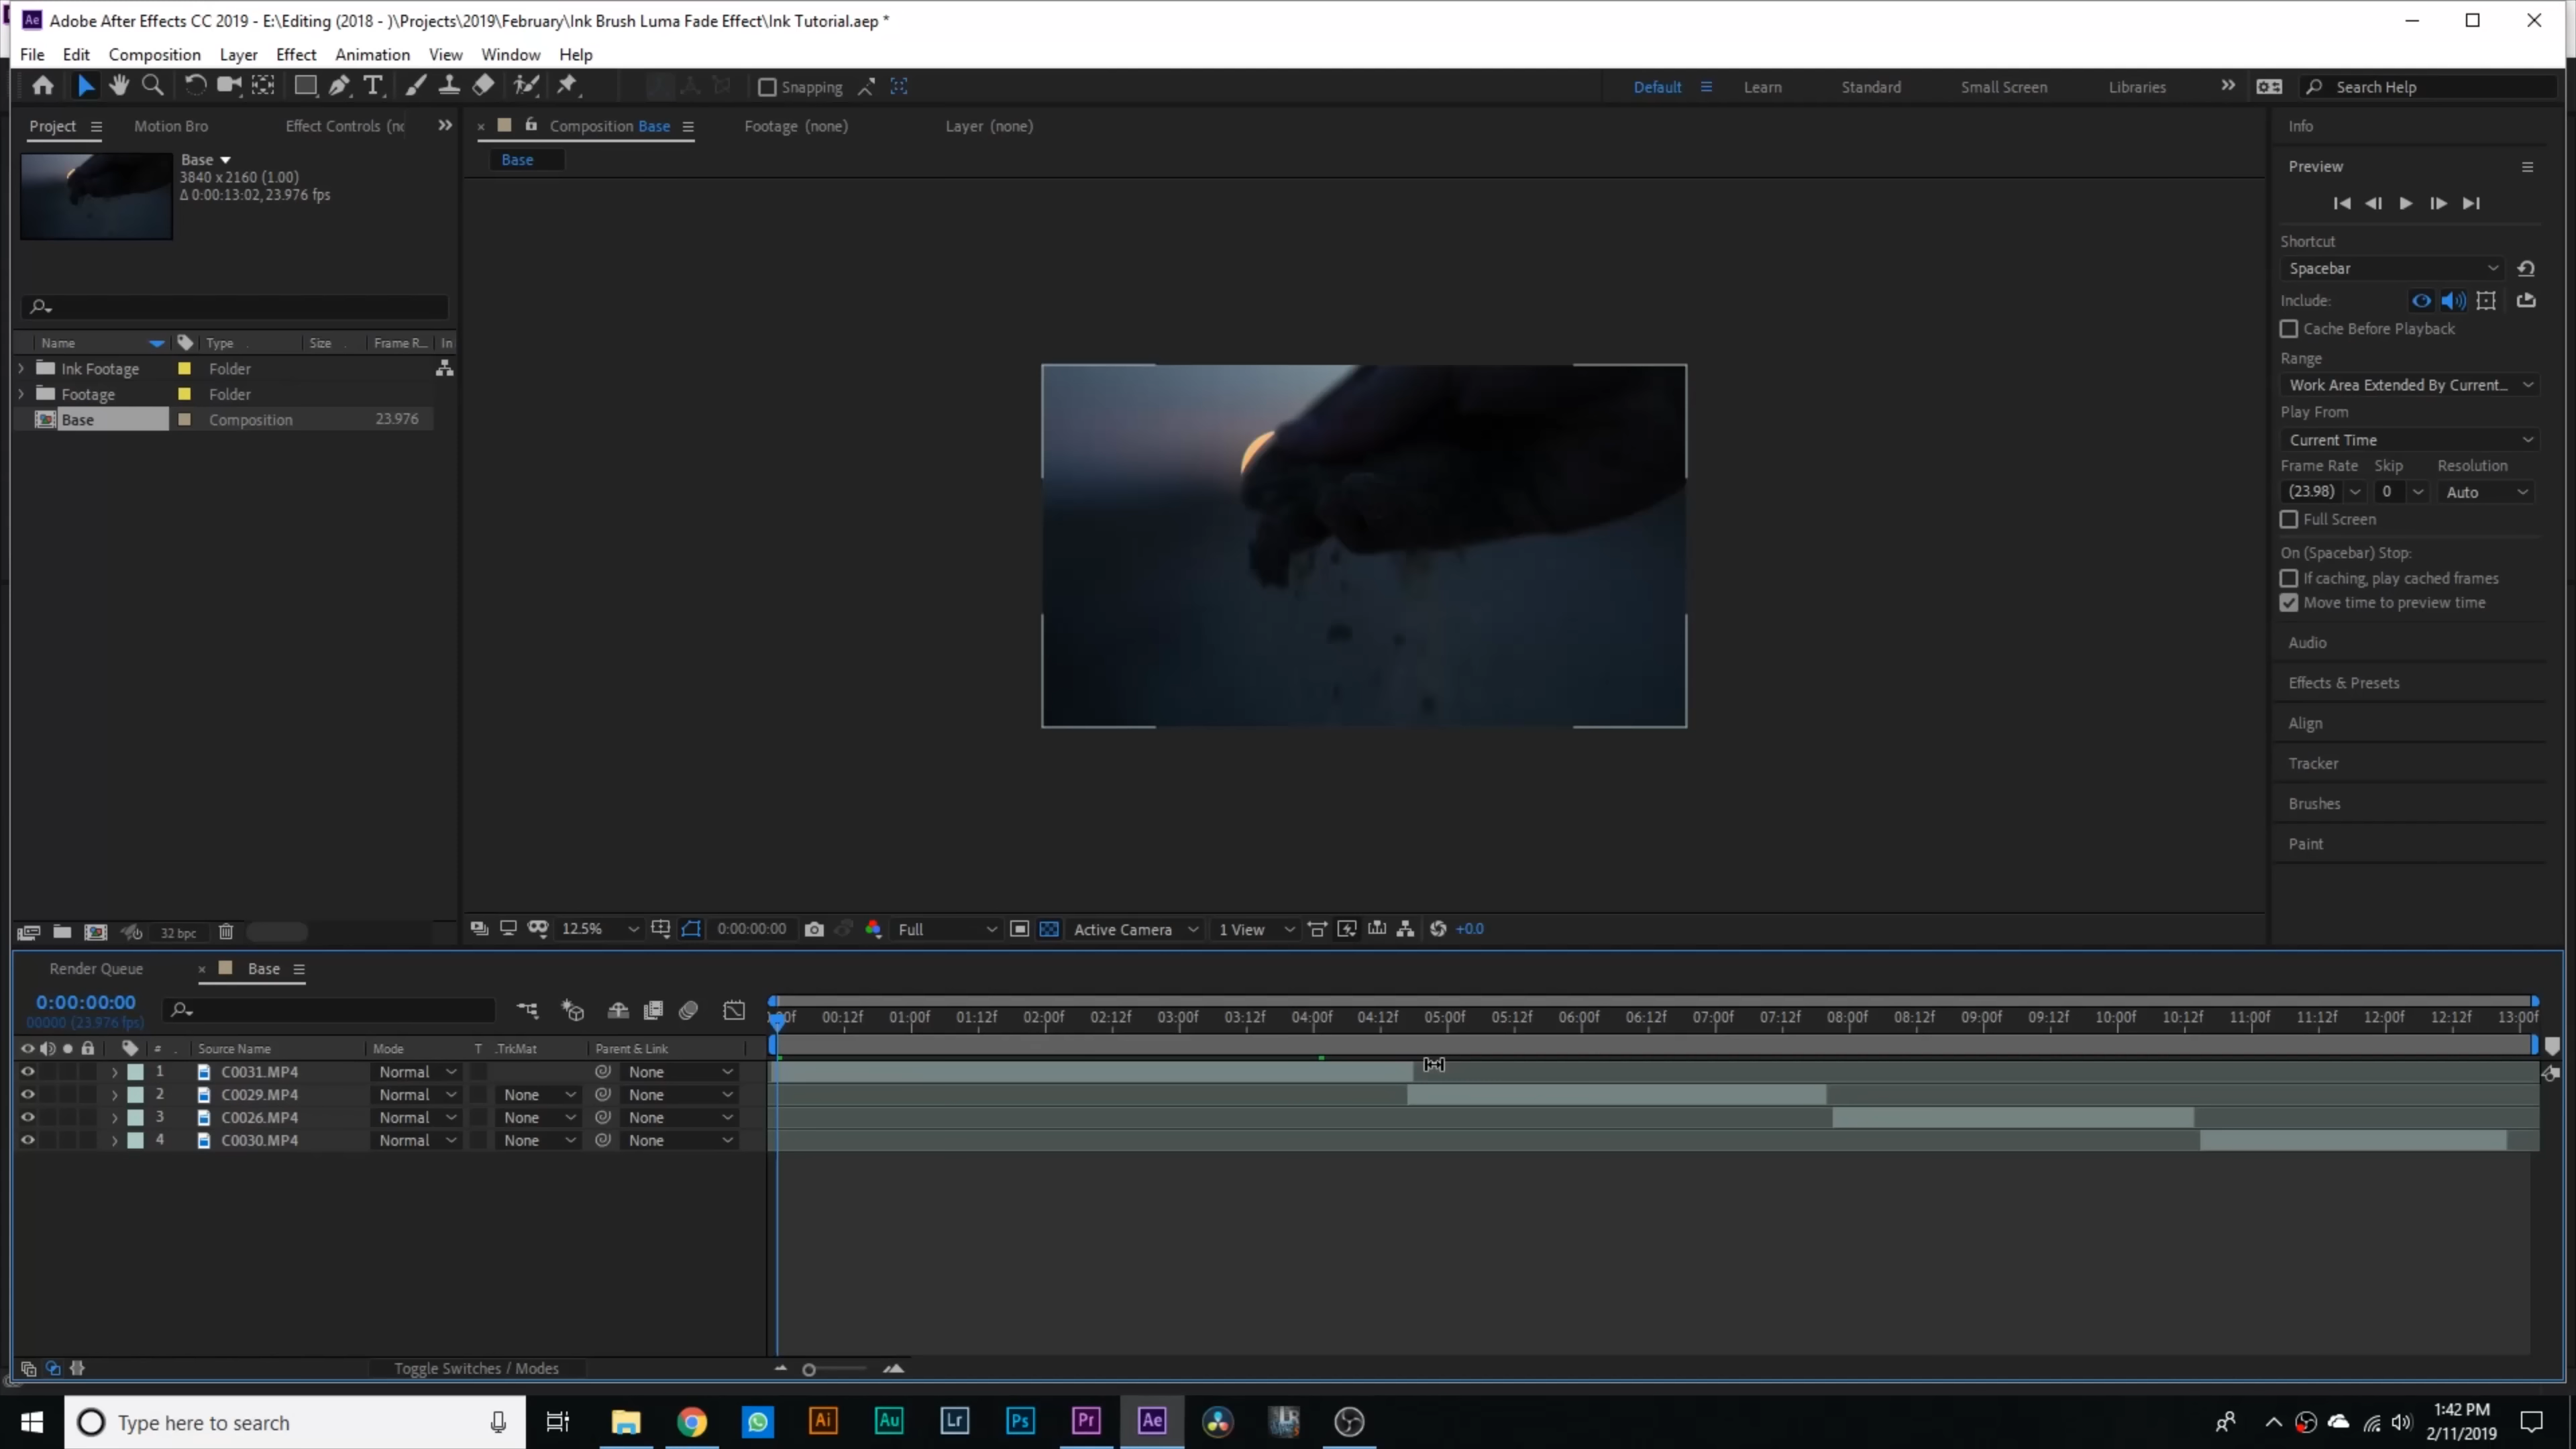 Adobe After Effects CC 2019 - E:\Editing (2018 - )\Projects\2019\February\Ink Brush Luma Fade Effect\Ink Tutorial.aep *
File Edit Composition Layer Effect Animation View Window Help
Snapping Default Learn Standard Small Screen Libraries Search Help
Project Motion Bro Effect Controls (nc Composition Base Footage (none) Layer (none) Info
Base
3840 x 2160 (1.00)
Δ 0:00:13:02, 23.976 fps
Base
Preview
Shortcut
Spacebar
Include:
Cache Before Playback
Range
Work Area Extended By Current...
Play From
Current Time
Frame Rate Skip Resolution
(23.98) 0 Auto
Full Screen
On (Spacebar) Stop:
If caching, play cached frames
Move time to preview time
Audio
Effects & Presets
Align
Tracker
Brushes
Paint
Name Type Size Frame R... In
Ink Footage Folder
Footage Folder
Base Composition 23.976
32 bpc
12.5% 0:00:00:00 Full Active Camera 1 View +0.0
Render Queue Base
0:00:00:00
00000 (23.976 fps)
00f 00:12f 01:00f 01:12f 02:00f 02:12f 03:00f 03:12f 04:00f 04:12f 05:00f 05:12f 06:00f 06:12f 07:00f 07:12f 08:00f 08:12f 09:00f 09:12f 10:00f 10:12f 11:00f 11:12f 12:00f 12:12f 13:00f
# Source Name Mode T .TrkMat Parent & Link
1 C0031.MP4 Normal None
2 C0029.MP4 Normal None None
3 C0026.MP4 Normal None None
4 C0030.MP4 Normal None None
Toggle Switches / Modes
Type here to search
Ai Au Lr Ps Pr Ae
1:42 PM
2/11/2019